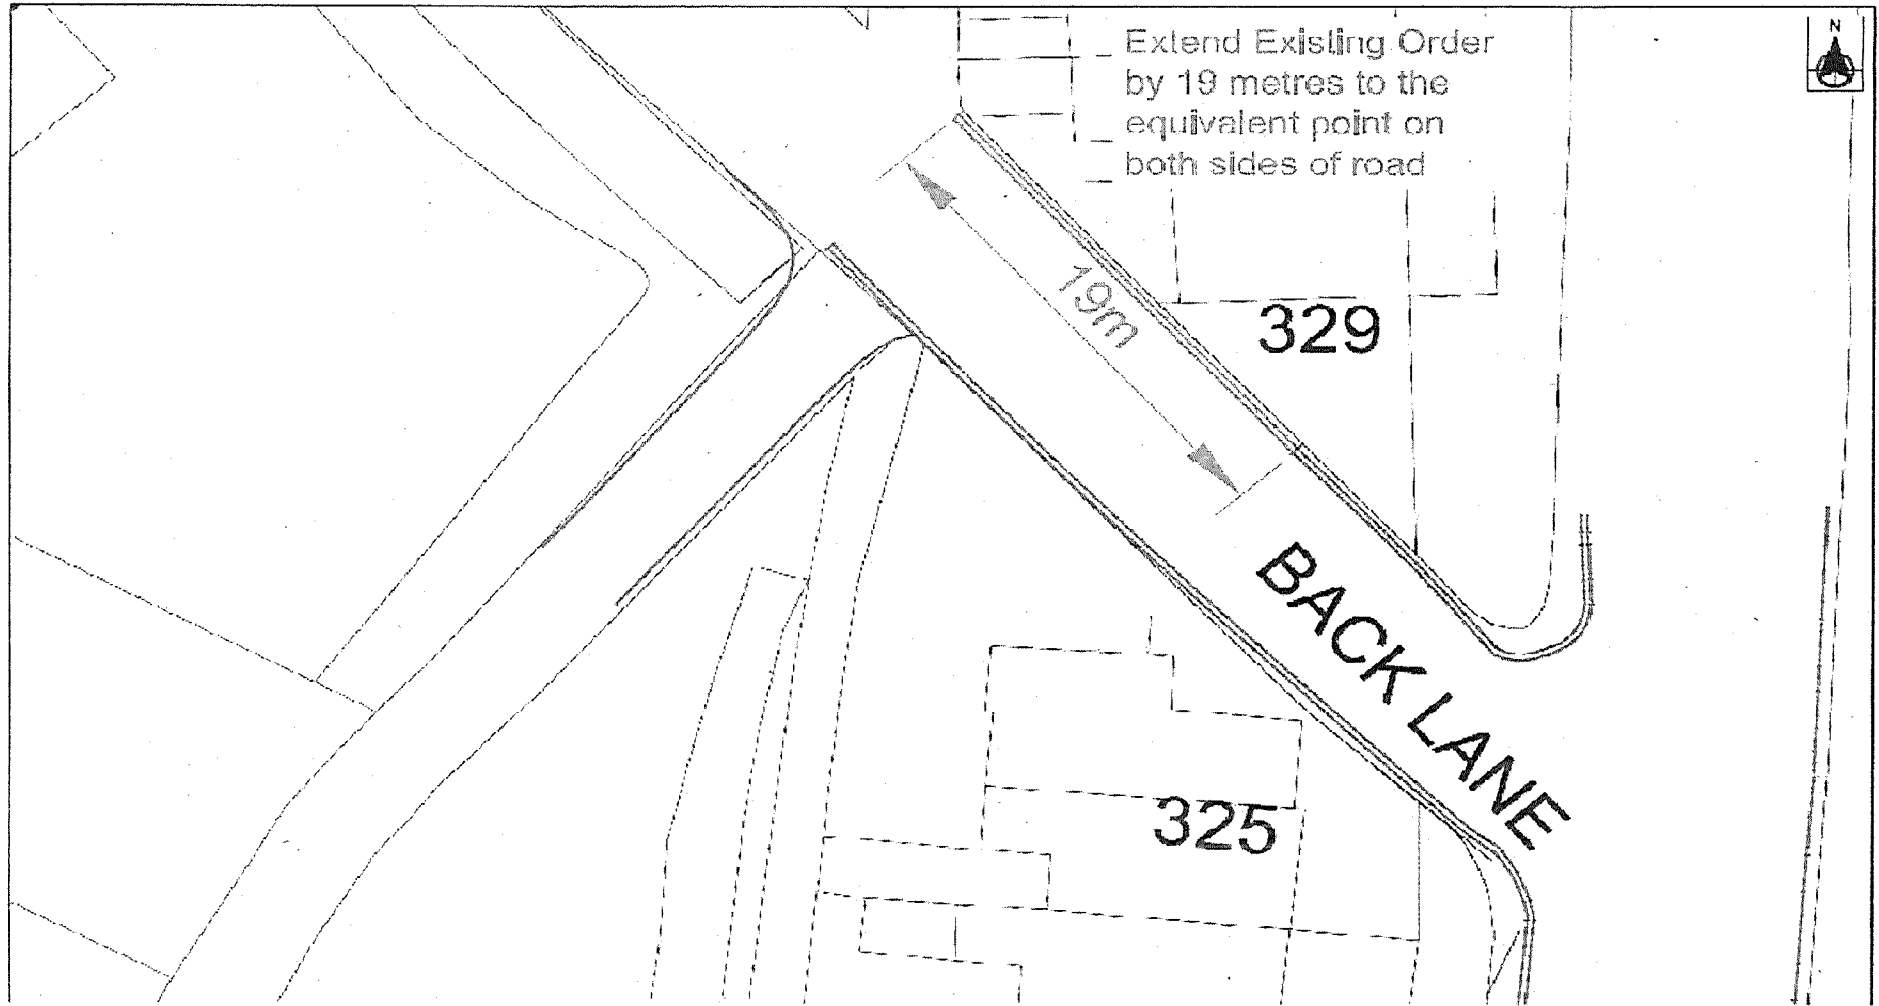 Extend Existing Order
by 19 metres to the
equivalent point on
both sides of road
N
19m
329
BACK LANE
325